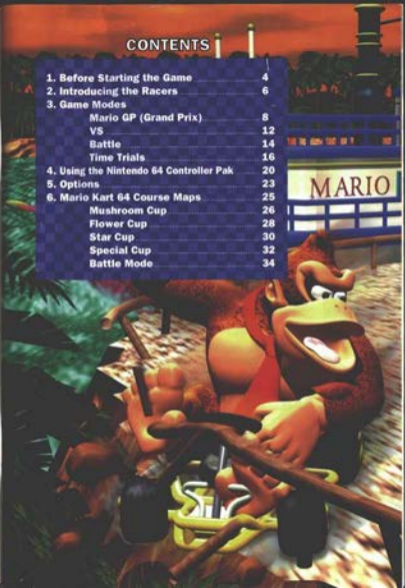 CONTENTS
1. Before Starting the Game 4
2. Introducing the Racers 6
3. Game Modes
Mario GP (Grand Prix) 8
VS 12
Battle 14
Time Trials 16
4. Using the Nintendo 64 Controller Pak 20
5. Options 23
6. Mario Kart 64 Course Maps 25
Mushroom Cup 26
Flower Cup 28
Star Cup 30
Special Cup 32
Battle Mode 34
MARIO